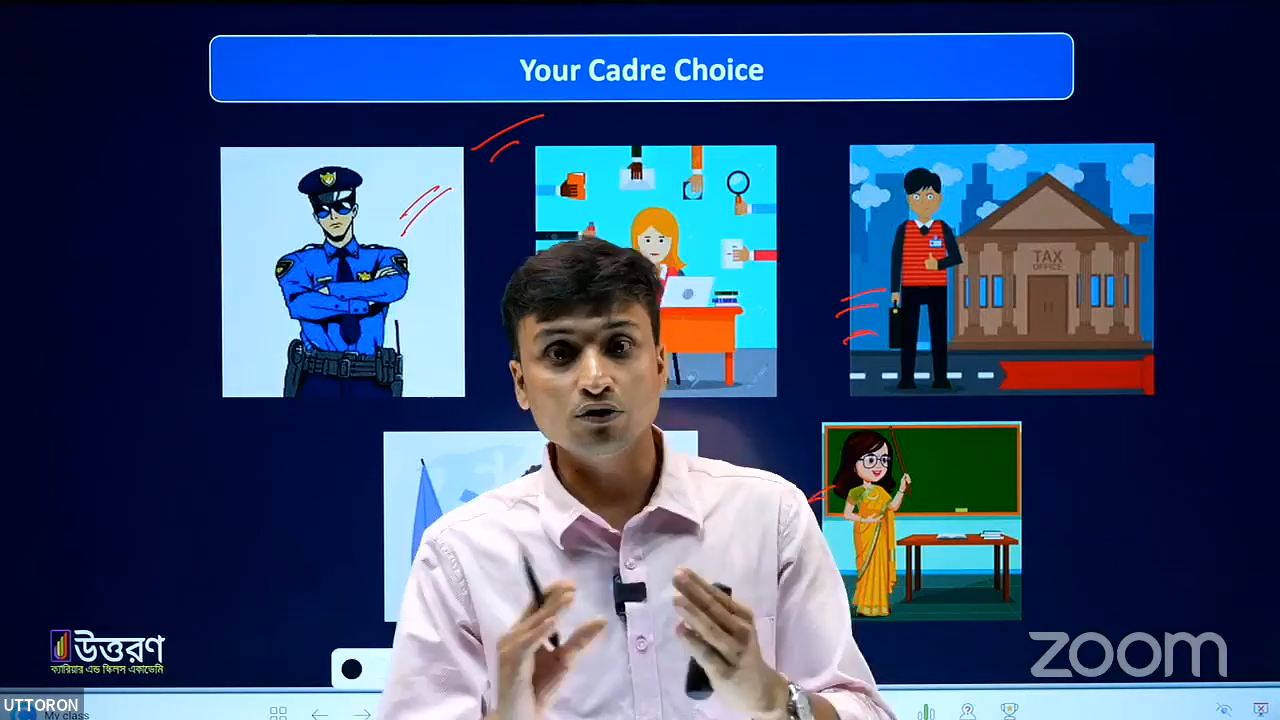 Your Cadre Choice
TAX
OFFICE
উত্তরণ
ক্যারিয়ার এন্ড স্কিলস একাডেমি
zoom
UTTORON
My class